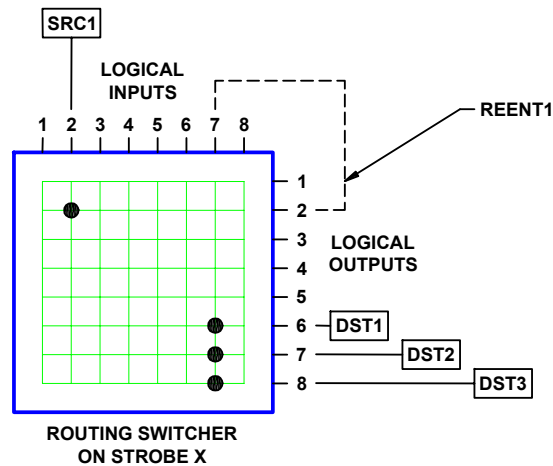 SRC1
LOGICAL
INPUTS
REENT1
1 2 3 4 5 6 7 8
1
2
3
LOGICAL
OUTPUTS
4
5
6 DST1
7 DST2
8 DST3
ROUTING SWITCHER
ON STROBE X